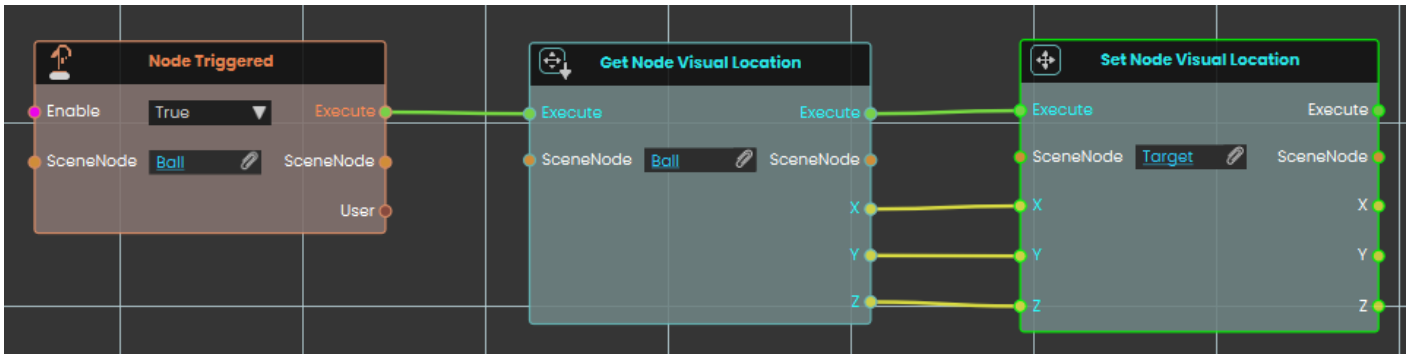 Node Triggered
Enable True Execute
SceneNode Ball SceneNode
User
Get Node Visual Location
Execute Execute
SceneNode Ball SceneNode
X
Y
Z
Set Node Visual Location
Execute Execute
SceneNode Target SceneNode
X X
Y Y
Z Z